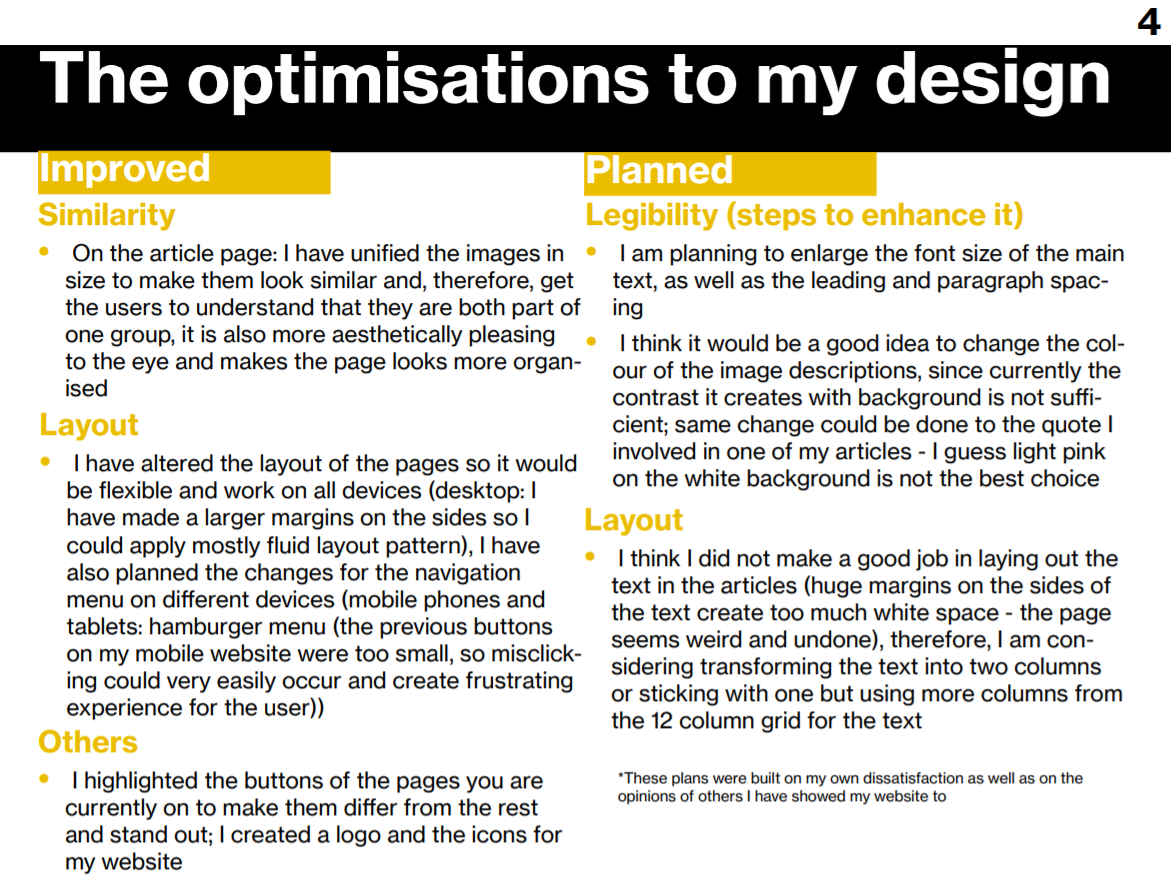 4
The optimisations to my design
Improved
Similarity
• On the article page: I have unified the images in
size to make them look similar and, therefore, get
the users to understand that they are both part of
one group, it is also more aesthetically pleasing
to the eye and makes the page looks more organ-
ised
Layout
• I have altered the layout of the pages so it would
be flexible and work on all devices (desktop: I
have made a larger margins on the sides so I
could apply mostly fluid layout pattern), I have
also planned the changes for the navigation
menu on different devices (mobile phones and
tablets: hamburger menu (the previous buttons
on my mobile website were too small, so misclick-
ing could very easily occur and create frustrating
experience for the user))
Others
• I highlighted the buttons of the pages you are
currently on to make them differ from the rest
and stand out; I created a logo and the icons for
my website
Planned
Legibility (steps to enhance it)
• I am planning to enlarge the font size of the main
text, as well as the leading and paragraph spac-
ing
• I think it would be a good idea to change the col-
our of the image descriptions, since currently the
contrast it creates with background is not suffi-
cient; same change could be done to the quote I
involved in one of my articles - I guess light pink
on the white background is not the best choice
Layout
• I think I did not make a good job in laying out the
text in the articles (huge margins on the sides of
the text create too much white space - the page
seems weird and undone), therefore, I am con-
sidering transforming the text into two columns
or sticking with one but using more columns from
the 12 column grid for the text
*These plans were built on my own dissatisfaction as well as on the
opinions of others I have showed my website to